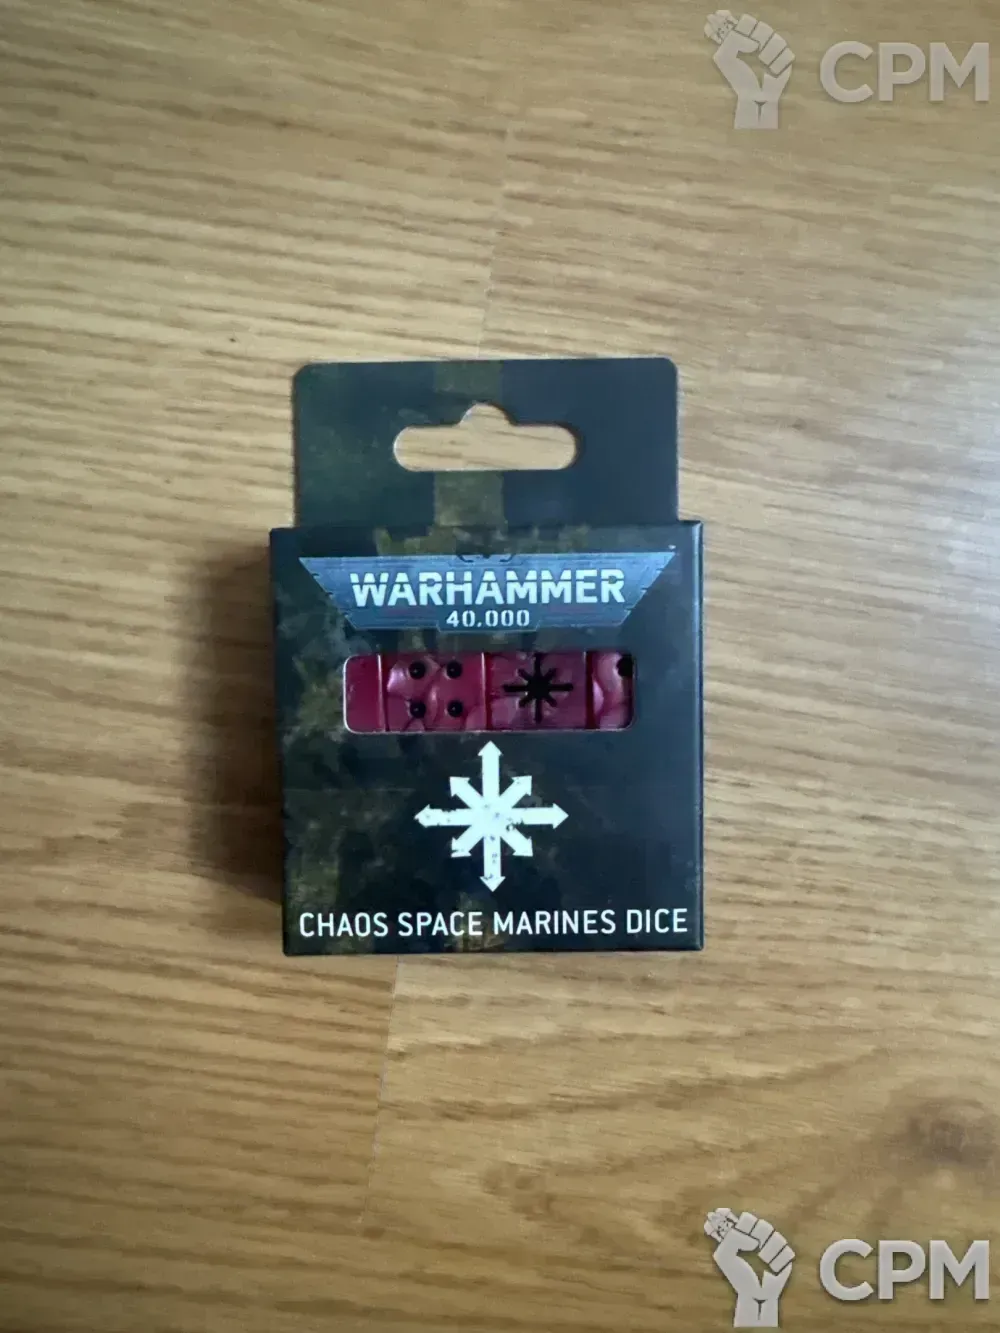 CPM
WARHAMMER
40,000
CHAOS SPACE MARINES DICE
CPM